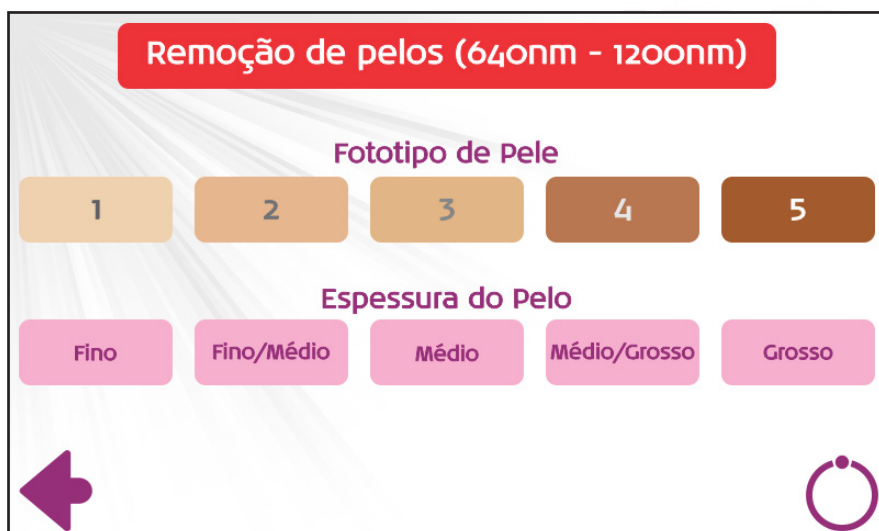 Remoção de pelos (640nm - 1200nm)
Fototipo de Pele
1 2 3 4 5
Espessura do Pelo
Fino Fino/Médio Médio Médio/Grosso Grosso